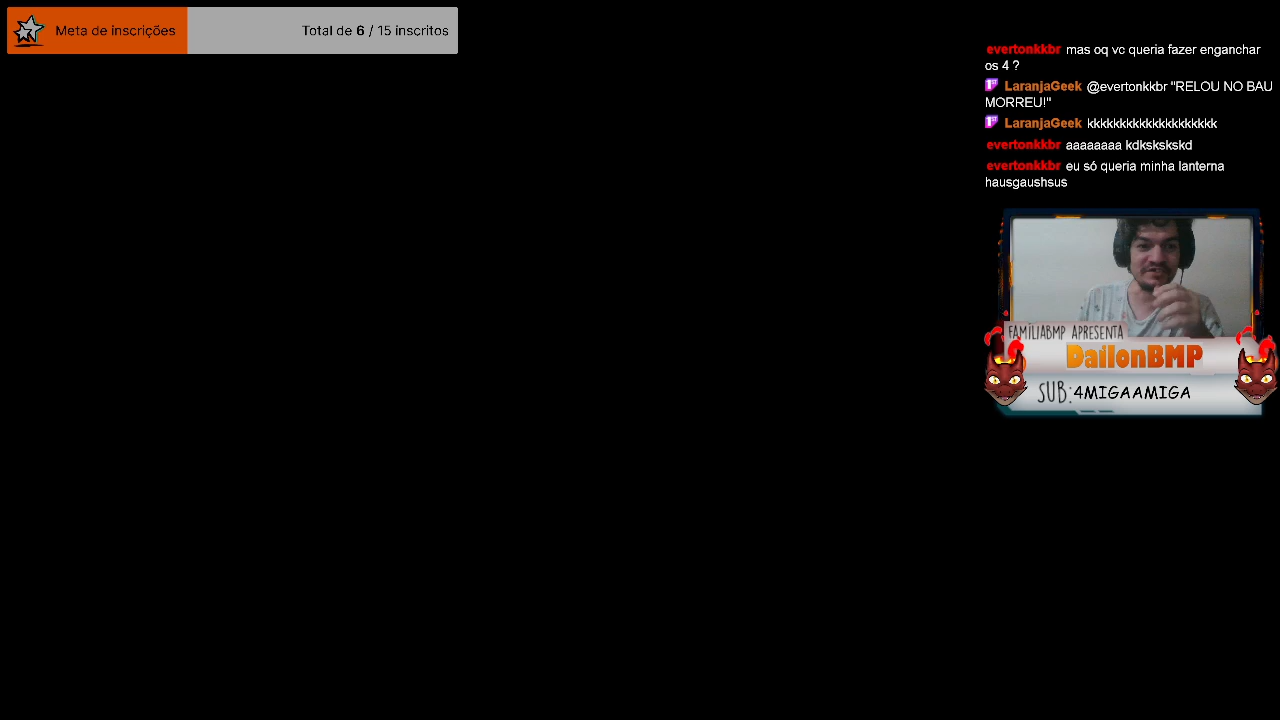 Meta de inscrições
Total de 6 / 15 inscritos
evertonkkbr mas oq vc queria fazer enganchar
os 4 ?
LaranjaGeek @evertonkkbr "RELOU NO BAU
MORREU!"
LaranjaGeek kkkkkkkkkkkkkkkkkkkk
evertonkkbr aaaaaaaa kdkskskskd
evertonkkbr eu só queria minha lanterna
hausgaushsus
FAMÍLIABMP APRESENTA
DailonBMP
SUB: 4MIGAAMIGA